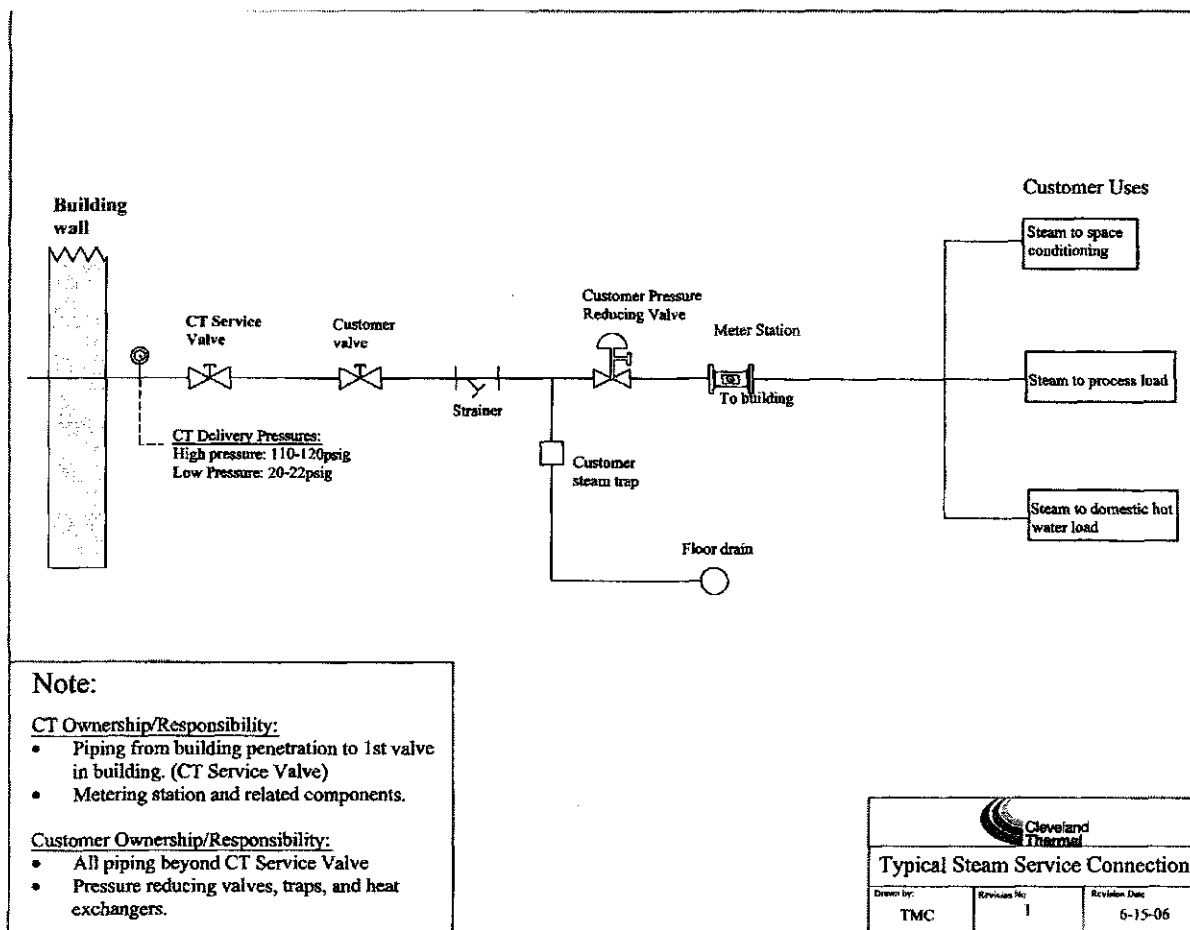 Customer Uses
Building
wall
Steam to space
conditioning
Customer Pressure
Reducing Valve
CT Service
Valve
Customer
valve
Meter Station
Steam to process load
To building
Strainer
CT Delivery Pressures:
High pressure: 110-120psig
Low Pressure: 20-22psig
Customer
steam trap
Steam to domestic hot
water load
Floor drain
Note:
CT Ownership/Responsibility:
• Piping from building penetration to 1st valve
in building. (CT Service Valve)
• Metering station and related components.
Customer Ownership/Responsibility:
• All piping beyond CT Service Valve
• Pressure reducing valves, traps, and heat
exchangers.
Cleveland
Thermal
Typical Steam Service Connection
Drawn by:
TMC
Revision No:
1
Revision Date
6-15-06